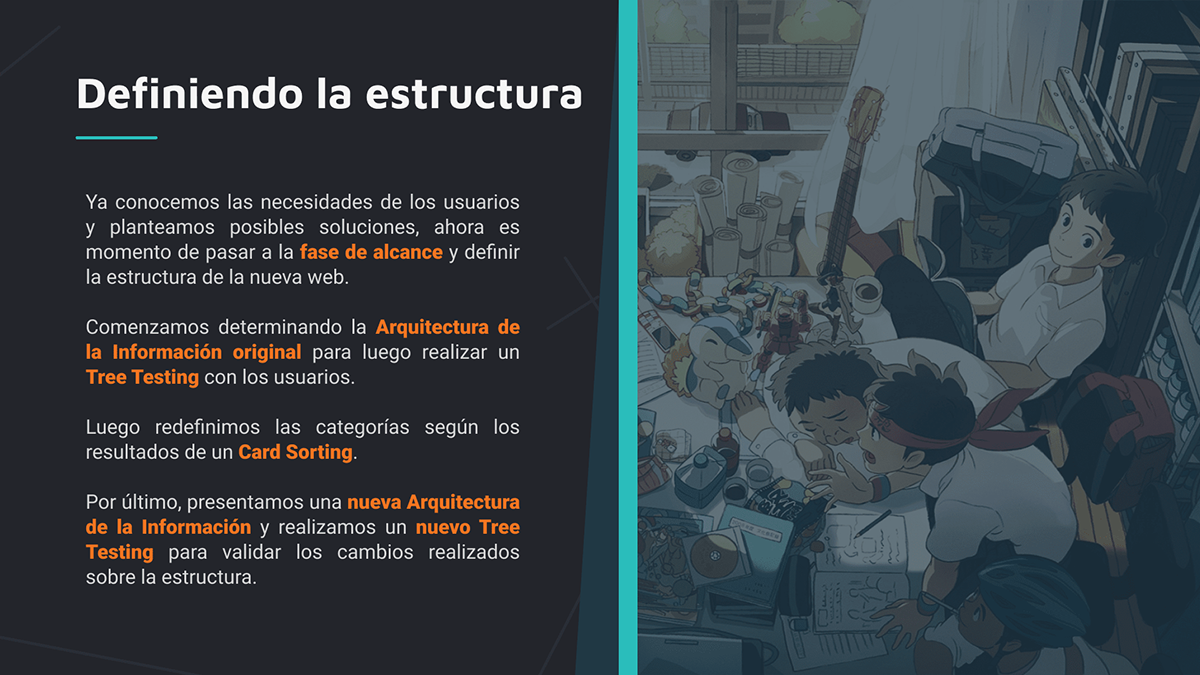 Definiendo la estructura
Ya conocemos las necesidades de los usuarios
y planteamos posibles soluciones, ahora es
momento de pasar a la fase de alcance y definir
la estructura de la nueva web.
Comenzamos determinando la Arquitectura de
la Información original para luego realizar un
Tree Testing con los usuarios.
Luego redefinimos las categorías según los
resultados de un Card Sorting.
Por último, presentamos una nueva Arquitectura
de la Información y realizamos un nuevo Tree
Testing para validar los cambios realizados
sobre la estructura.